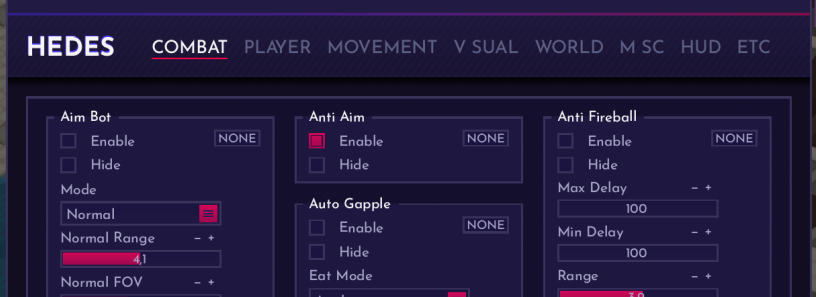 HEDES COMBAT PLAYER MOVEMENT V SUAL WORLD M SC HUD ETC
Aim Bot
Enable NONE
Hide
Mode
Normal
Normal Range - +
4,1
Normal FOV - +
Anti Aim
Enable NONE
Hide
Auto Gapple
Enable NONE
Hide
Eat Mode
Anti Fireball
Enable NONE
Hide
Max Delay - +
100
Min Delay - +
100
Range - +